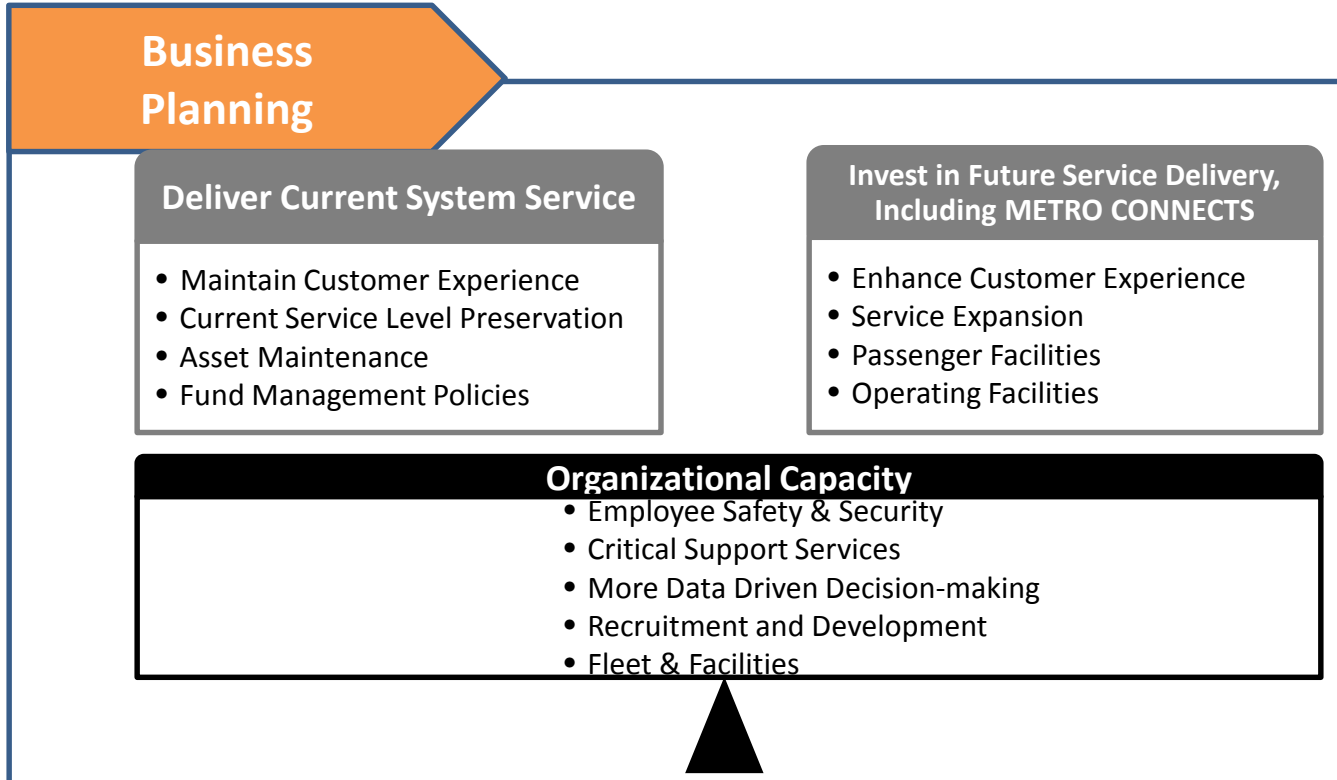 Business
Planning
Deliver Current System Service
• Maintain Customer Experience
• Current Service Level Preservation
• Asset Maintenance
• Fund Management Policies
Invest in Future Service Delivery,
Including METRO CONNECTS
• Enhance Customer Experience
• Service Expansion
• Passenger Facilities
• Operating Facilities
Organizational Capacity
• Employee Safety & Security
• Critical Support Services
• More Data Driven Decision-making
• Recruitment and Development
• Fleet & Facilities